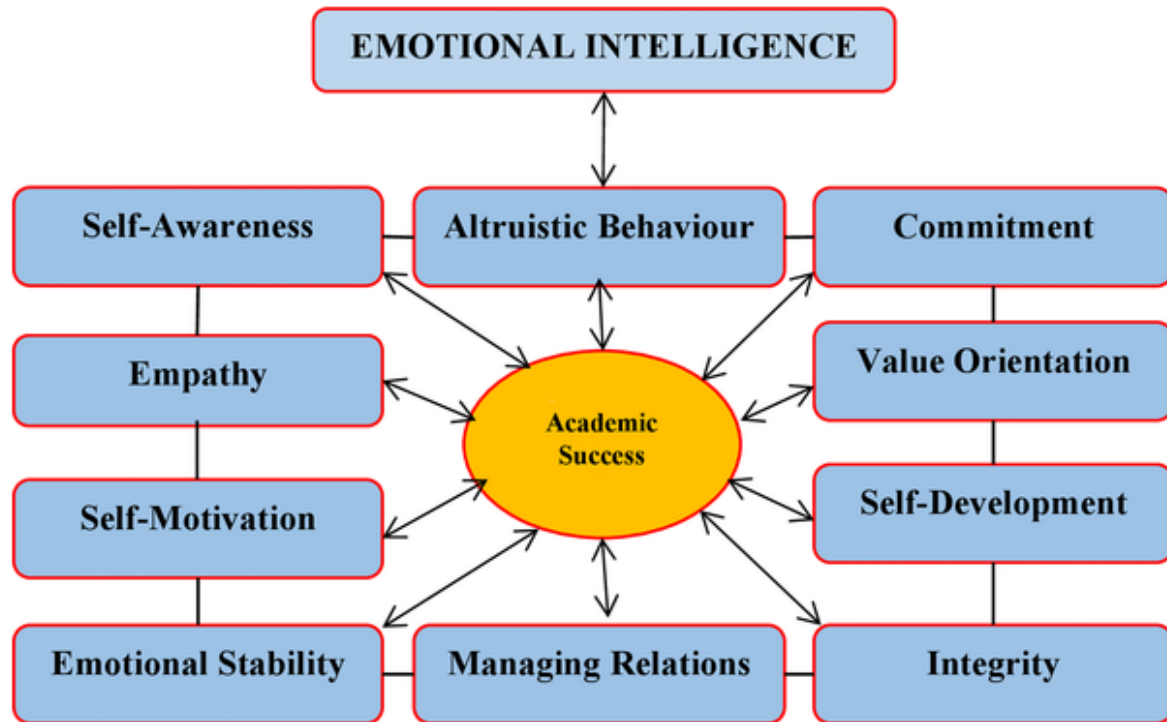 EMOTIONAL INTELLIGENCE
Self-Awareness
Altruistic Behaviour
Commitment
Empathy
Value Orientation
Academic
Success
Self-Motivation
Self-Development
Emotional Stability
Managing Relations
Integrity